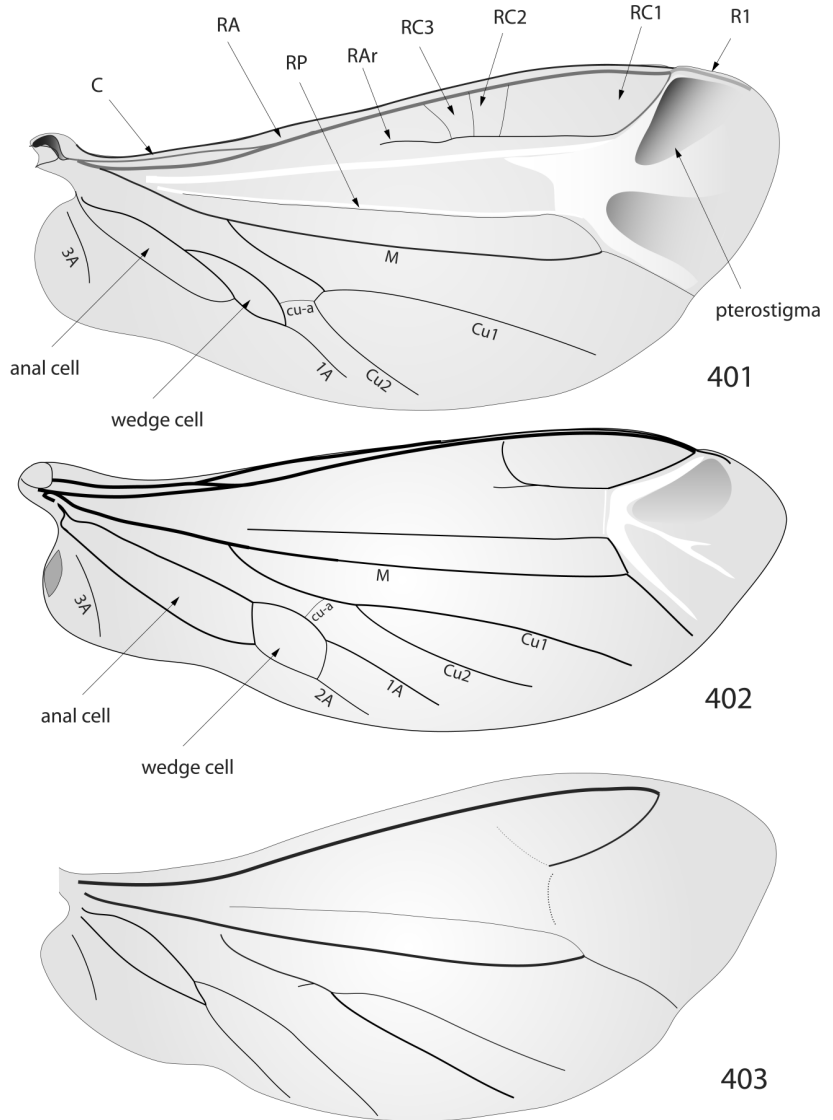 R1
RC1
RC2
RC3
RA
RAr
RP
C
3A
M
cu-a
Cu1
pterostigma
anal cell
1A
Cu2
401
wedge cell
M
3A
cu-a
Cu1
Cu2
1A
2A
402
anal cell
wedge cell
403